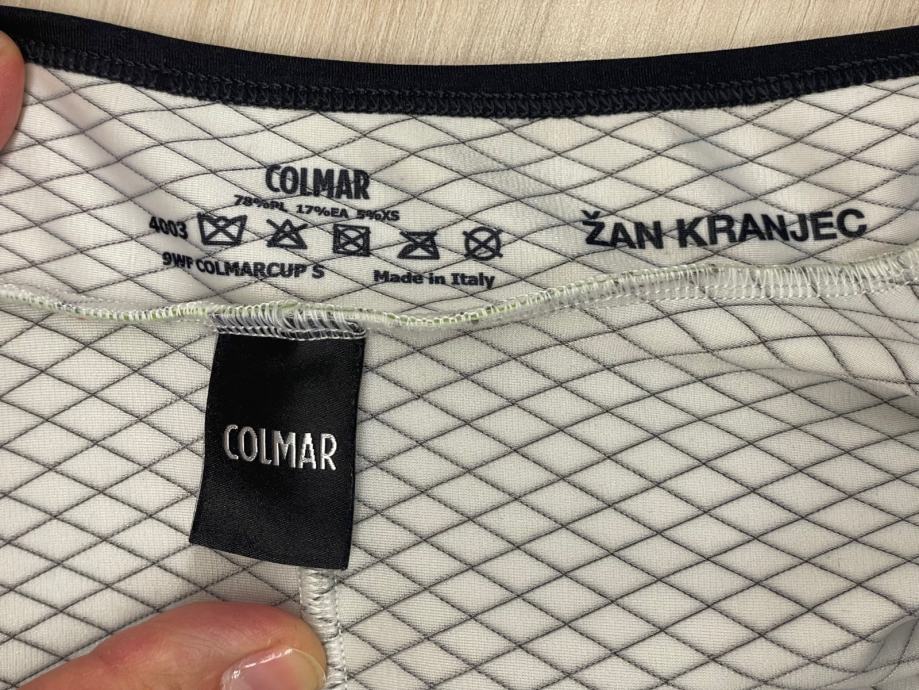 COLMAR
78%PL 17%EA 5%XS
4003
9WF COLMARCUP S
Made in Italy
ŽAN KRANJEC
COLMAR